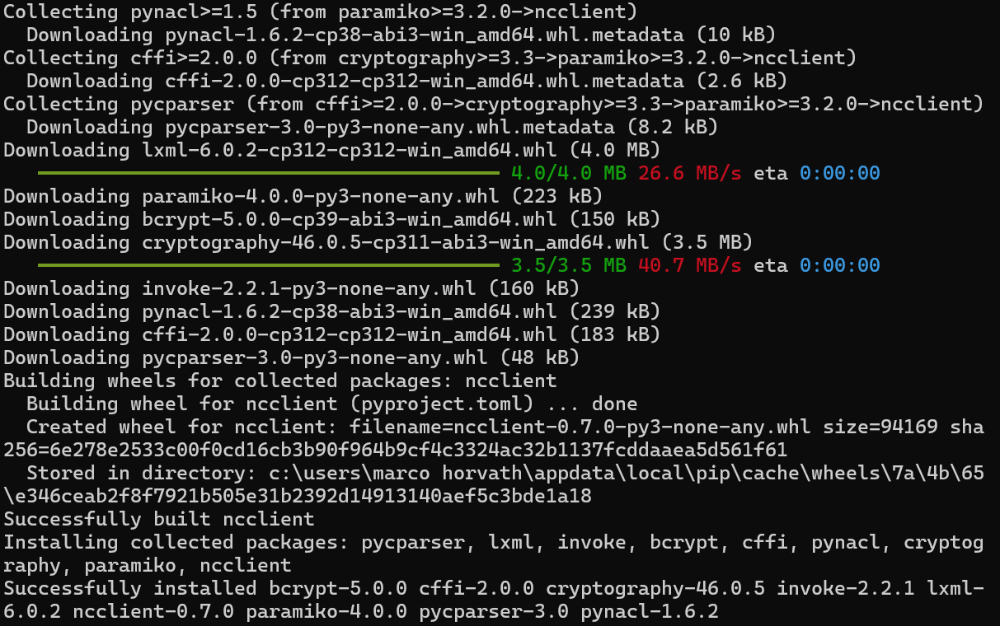 Collecting pynacl>=1.5 (from paramiko>=3.2.0->ncclient)
  Downloading pynacl-1.6.2-cp38-abi3-win_amd64.whl.metadata (10 kB)
Collecting cffi>=2.0.0 (from cryptography>=3.3->paramiko>=3.2.0->ncclient)
  Downloading cffi-2.0.0-cp312-cp312-win_amd64.whl.metadata (2.6 kB)
Collecting pycparser (from cffi>=2.0.0->cryptography>=3.3->paramiko>=3.2.0->ncclient)
  Downloading pycparser-3.0-py3-none-any.whl.metadata (8.2 kB)
Downloading lxml-6.0.2-cp312-cp312-win_amd64.whl (4.0 MB)
4.0/4.0 MB 26.6 MB/s eta 0:00:00
Downloading paramiko-4.0.0-py3-none-any.whl (223 kB)
Downloading bcrypt-5.0.0-cp39-abi3-win_amd64.whl (150 kB)
Downloading cryptography-46.0.5-cp311-abi3-win_amd64.whl (3.5 MB)
3.5/3.5 MB 40.7 MB/s eta 0:00:00
Downloading invoke-2.2.1-py3-none-any.whl (160 kB)
Downloading pynacl-1.6.2-cp38-abi3-win_amd64.whl (239 kB)
Downloading cffi-2.0.0-cp312-cp312-win_amd64.whl (183 kB)
Downloading pycparser-3.0-py3-none-any.whl (48 kB)
Building wheels for collected packages: ncclient
  Building wheel for ncclient (pyproject.toml) ... done
  Created wheel for ncclient: filename=ncclient-0.7.0-py3-none-any.whl size=94169 sha
256=6e278e2533c00f0cd16cb3b90f964b9cf4c3324ac32b1137fcddaaea5d561f61
  Stored in directory: c:\users\marco horvath\appdata\local\pip\cache\wheels\7a\4b\65
\e346ceab2f8f7921b505e31b2392d14913140aef5c3bde1a18
Successfully built ncclient
Installing collected packages: pycparser, lxml, invoke, bcrypt, cffi, pynacl, cryptog
raphy, paramiko, ncclient
Successfully installed bcrypt-5.0.0 cffi-2.0.0 cryptography-46.0.5 invoke-2.2.1 lxml-
6.0.2 ncclient-0.7.0 paramiko-4.0.0 pycparser-3.0 pynacl-1.6.2